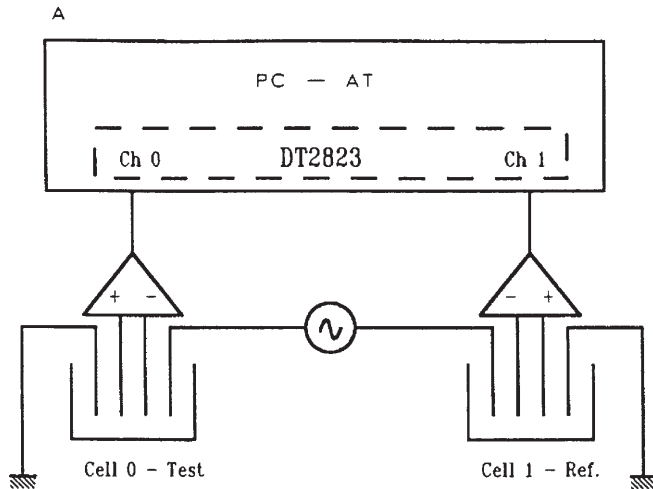 A
PC – AT
Ch 0 DT2823 Ch 1
+ - - +
Cell 0 - Test Cell 1 - Ref.